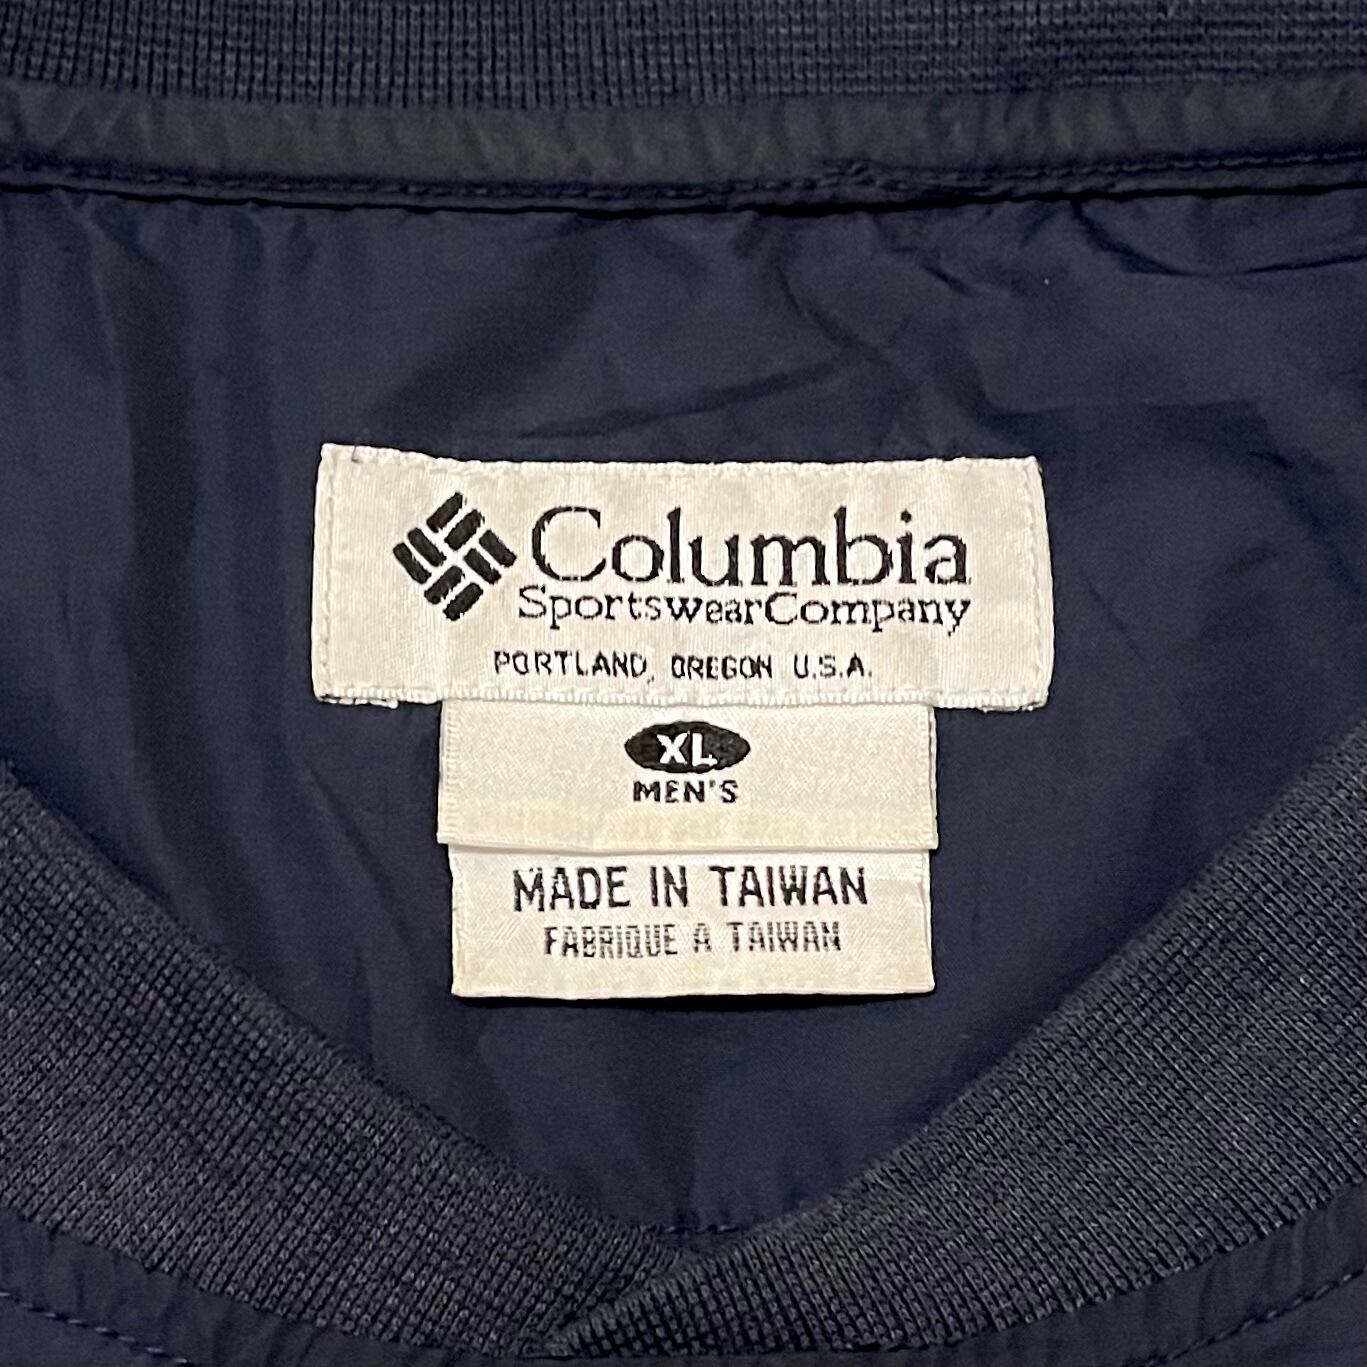 Columbia
SportswearCompany
PORTLAND, OREGON U.S.A.
XL
MEN'S
MADE IN TAIWAN
FABRIQUE A TAIWAN